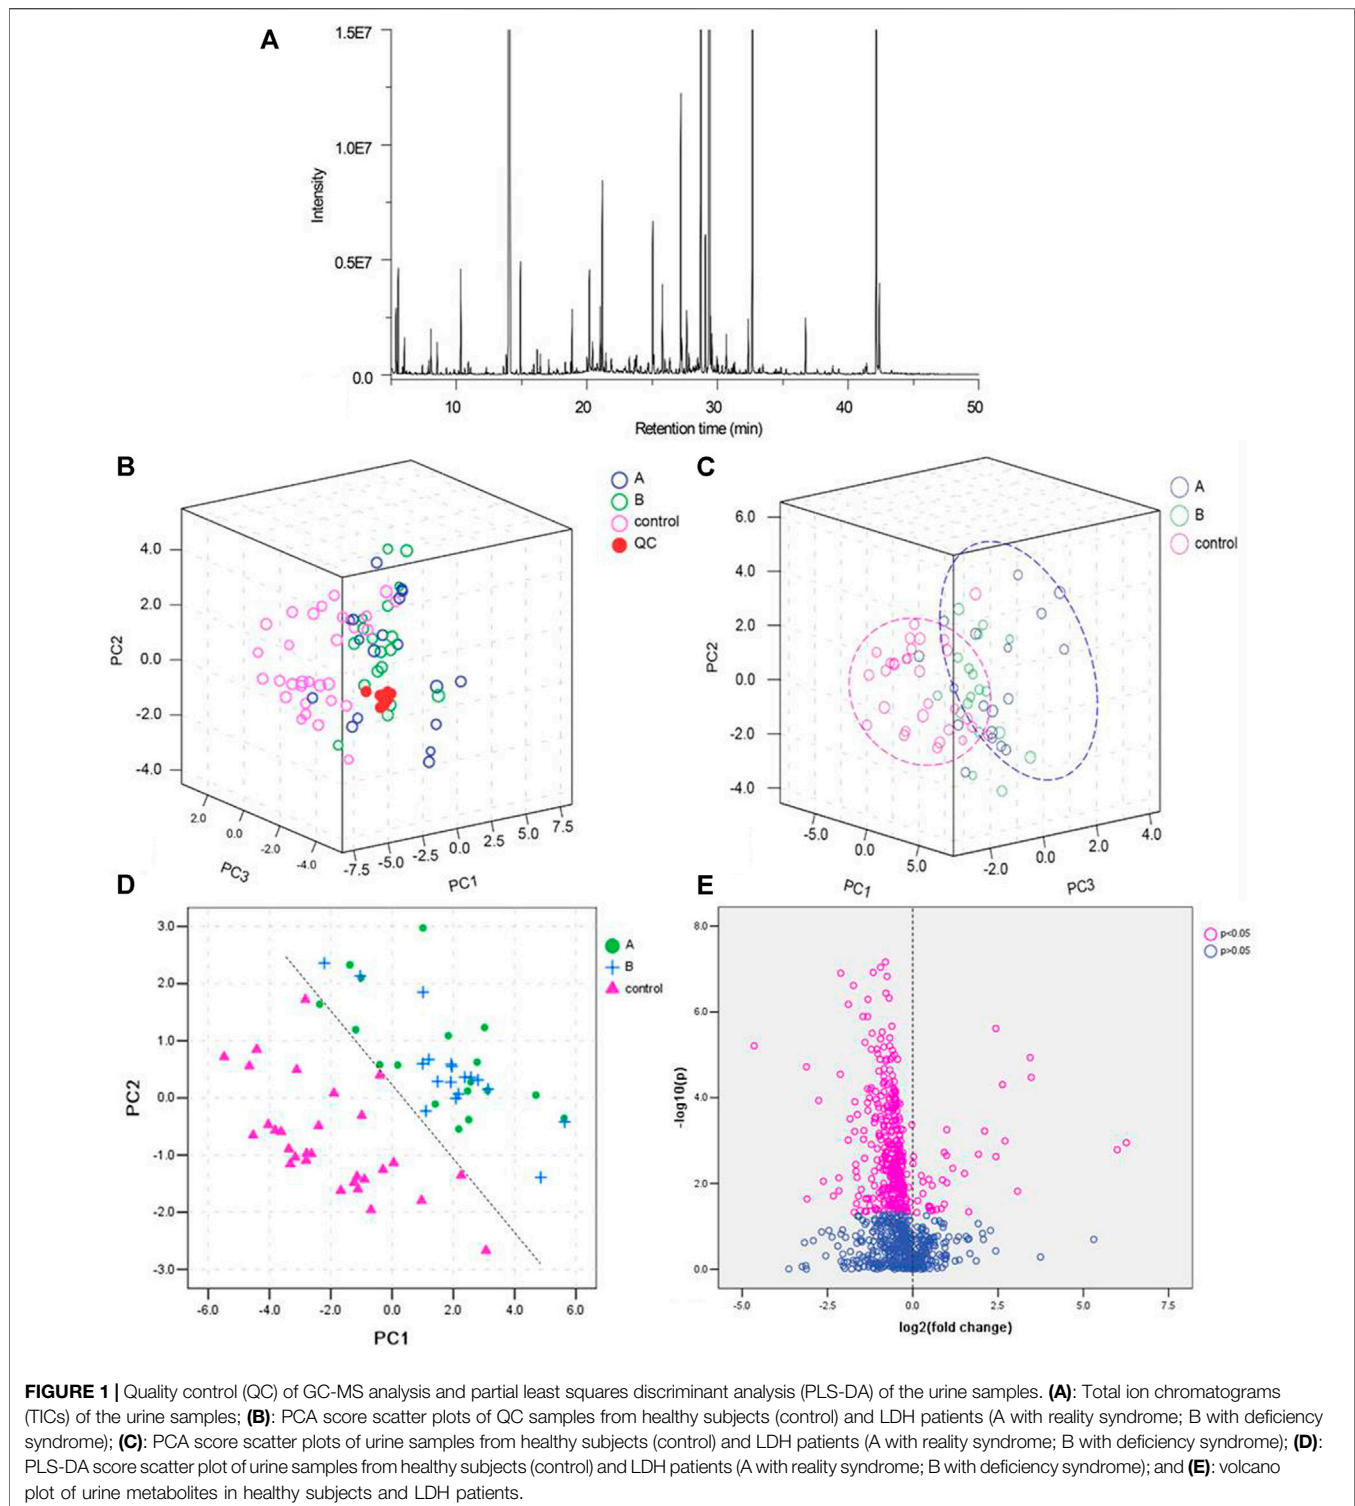 A
1.5E7
1.0E7
0.5E7
0.0
Intensity
10 20 30 40 50
Retention time (min)
B
A
B
control
QC
4.0
2.0
0.0
-2.0
-4.0
PC2
2.0 0.0 -2.0 -4.0
PC3
-7.5 -5.0 -2.5 0.0 2.5 5.0 7.5
PC1
C
A
B
control
6.0
4.0
2.0
0.0
-2.0
-4.0
PC2
-5.0 0.0 5.0
PC1
-2.0 0.0 2.0 4.0
PC3
D
A
B
control
3.0
2.0
1.0
0.0
-1.0
-2.0
-3.0
PC2
-6.0 -4.0 -2.0 0.0 2.0 4.0 6.0
PC1
E
p<0.05
p>0.05
8.0
6.0
4.0
2.0
0.0
-log10(p)
-5.0 -2.5 0.0 2.5 5.0 7.5
log2(fold change)
FIGURE 1 | Quality control (QC) of GC-MS analysis and partial least squares discriminant analysis (PLS-DA) of the urine samples. (A): Total ion chromatograms
(TICs) of the urine samples; (B): PCA score scatter plots of QC samples from healthy subjects (control) and LDH patients (A with reality syndrome; B with deficiency
syndrome); (C): PCA score scatter plots of urine samples from healthy subjects (control) and LDH patients (A with reality syndrome; B with deficiency syndrome); (D):
PLS-DA score scatter plot of urine samples from healthy subjects (control) and LDH patients (A with reality syndrome; B with deficiency syndrome); and (E): volcano
plot of urine metabolites in healthy subjects and LDH patients.